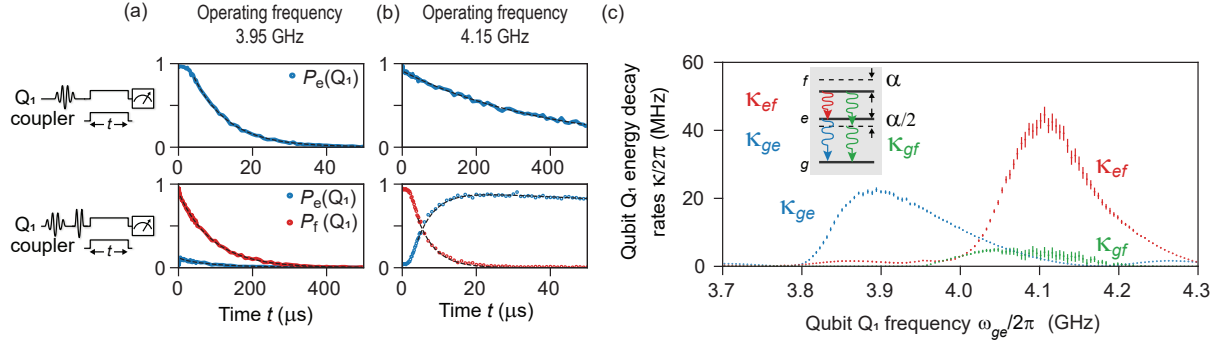 (a)
Operating frequency
3.95 GHz
(b)
Operating frequency
4.15 GHz
(c)
Q₁
coupler
t
1
0
0
20
40
Pe(Q₁)
1
0
0
200
400
Q₁
coupler
t
1
0
0
200
400
Pe(Q₁)
Pf(Q₁)
Time t (μs)
1
0
0
20
40
Time t (μs)
Qubit Q₁ energy decay
rates κ/2π (MHz)
60
40
20
0
3.7
3.8
3.9
4.0
4.1
4.2
4.3
Qubit Q₁ frequency ωge/2π (GHz)
f
α
e
α/2
g
κef
κge
κgf
κge
κef
κgf